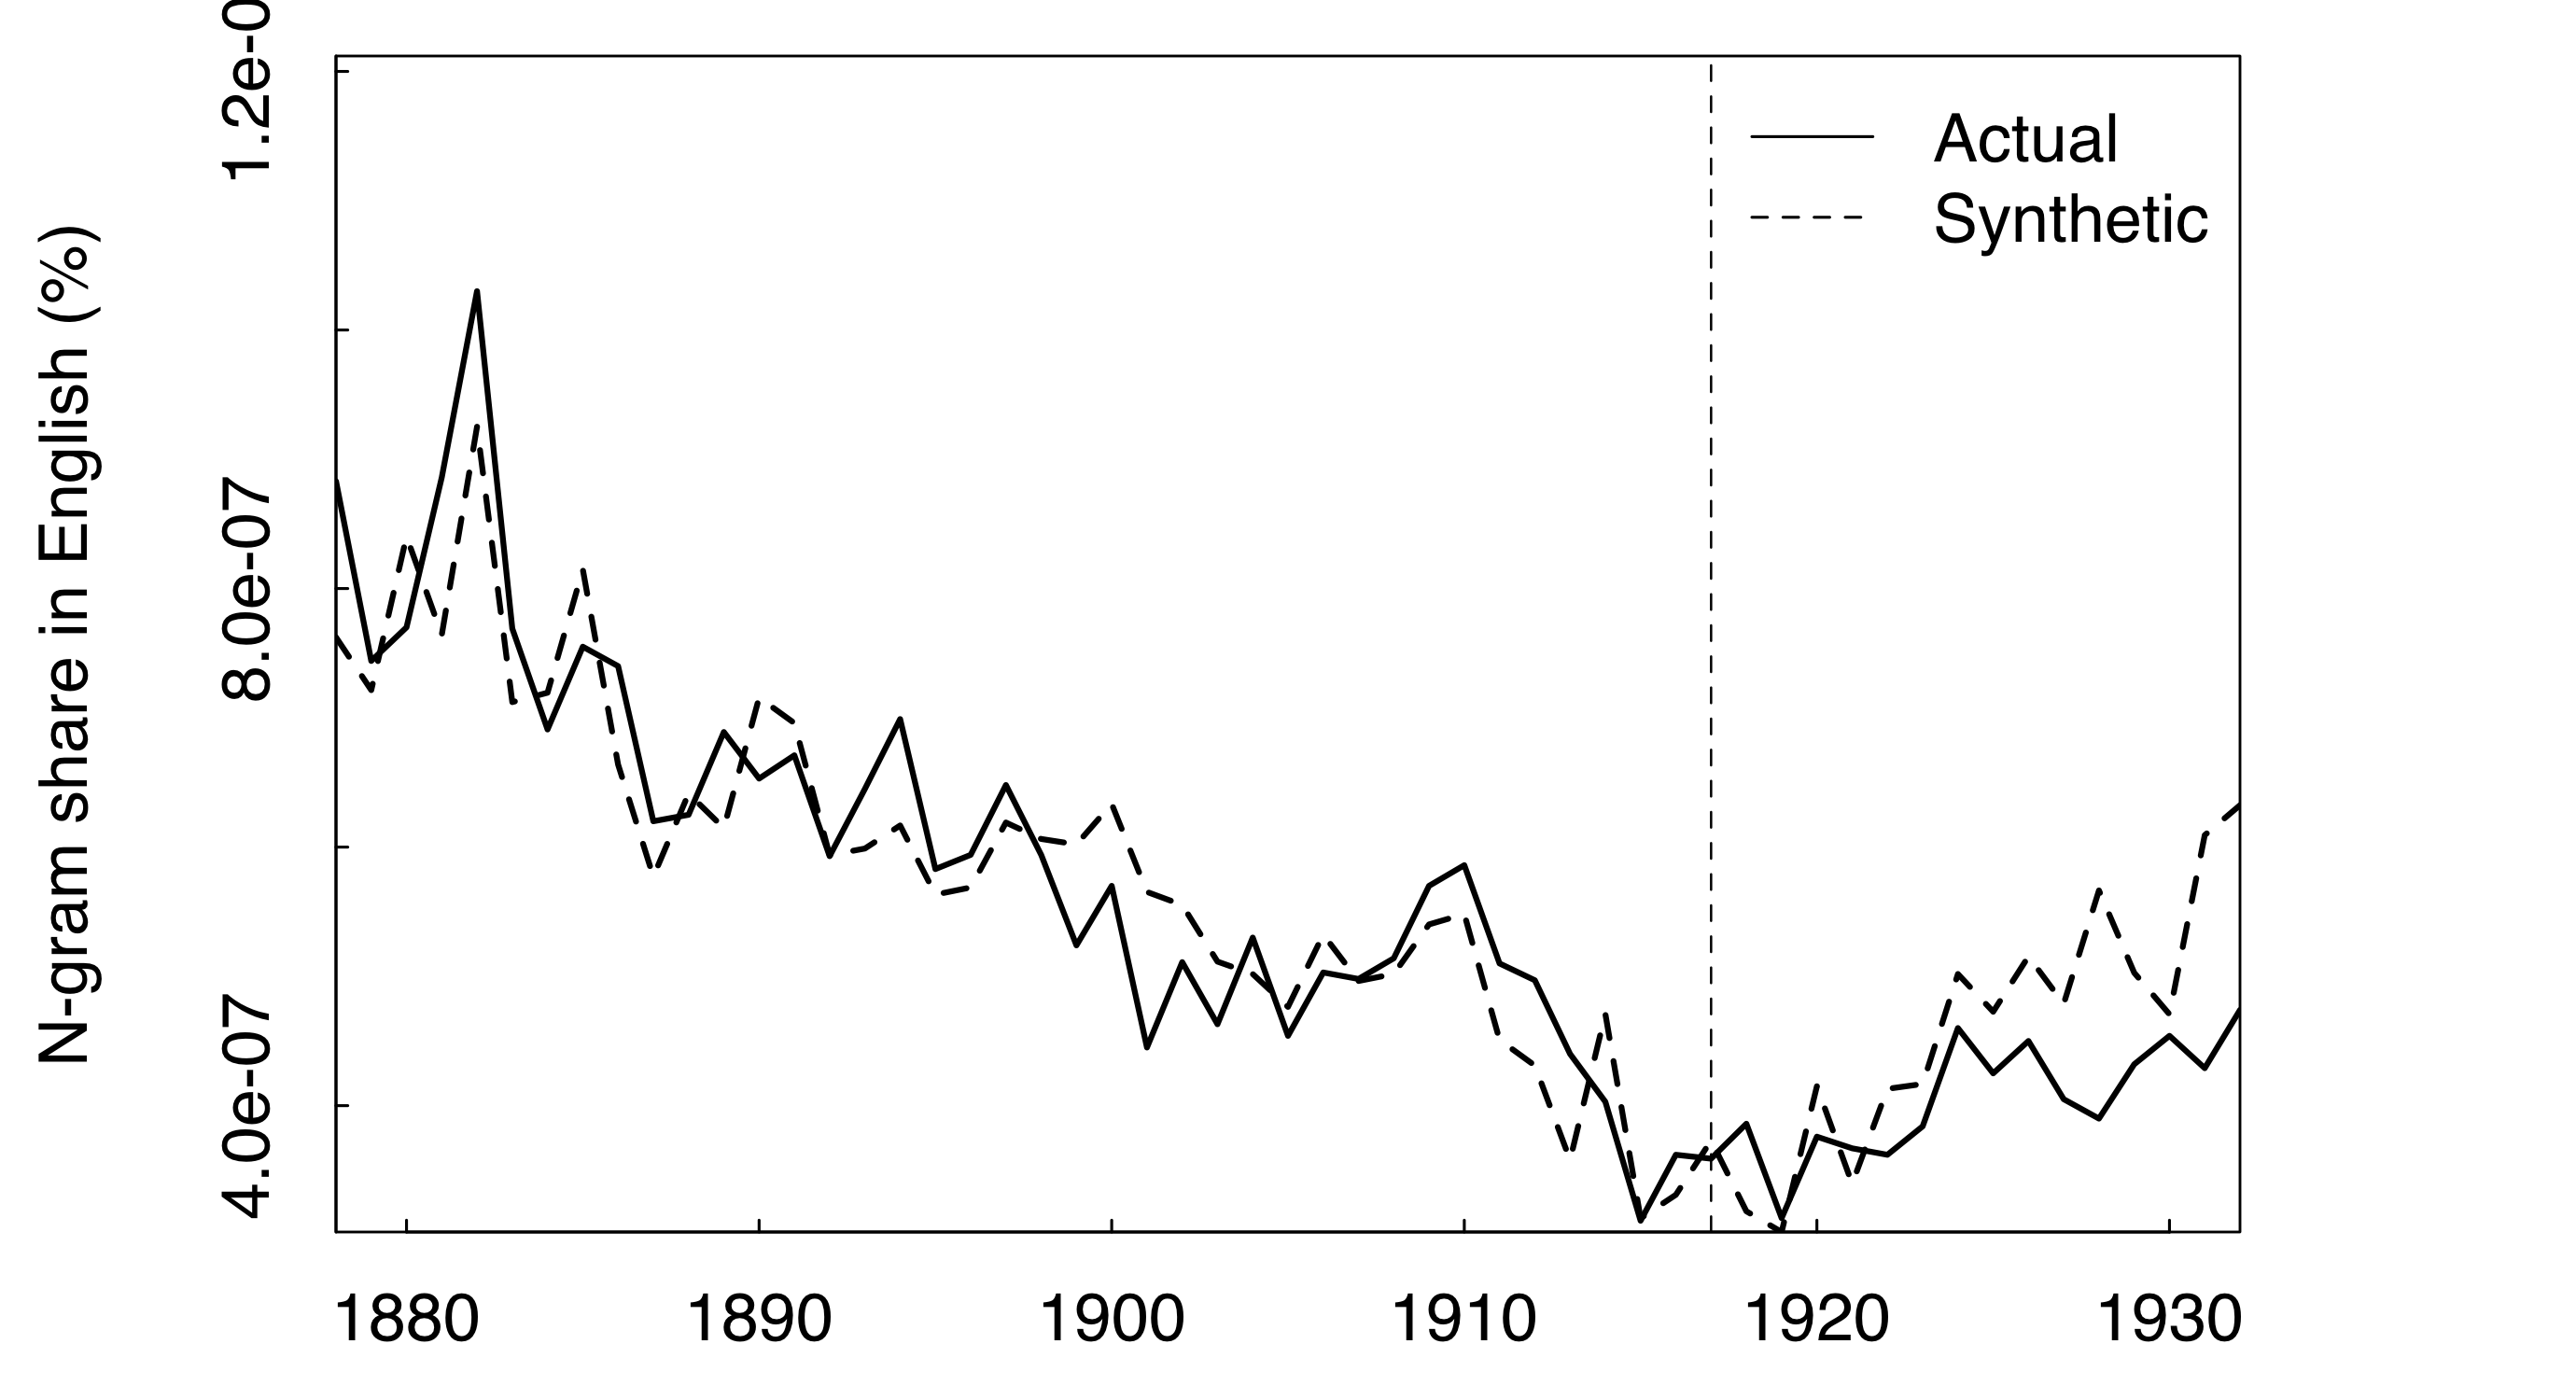 N-gram share in English (%)
1.2e-0
8.0e-07
4.0e-07
Actual
Synthetic
1880 1890 1900 1910 1920 1930